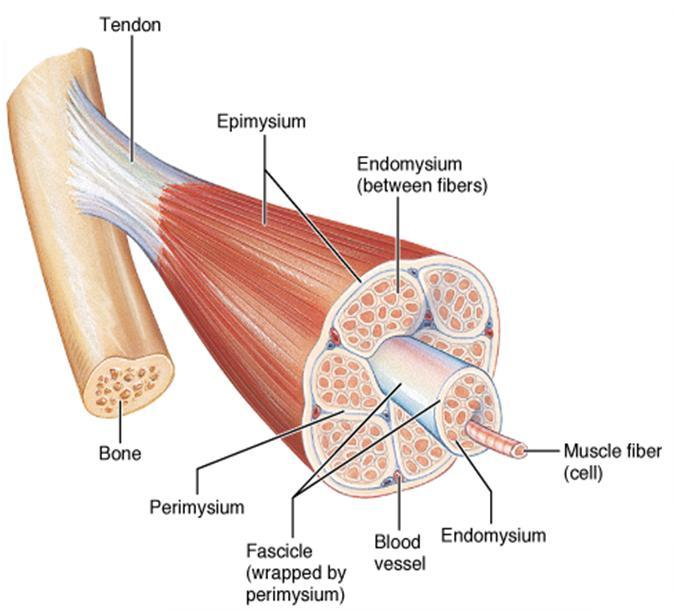 Tendon
Epimysium
Endomysium
(between fibers)
Bone
Muscle fiber
(cell)
Perimysium
Endomysium
Blood
vessel
Fascicle
(wrapped by
perimysium)